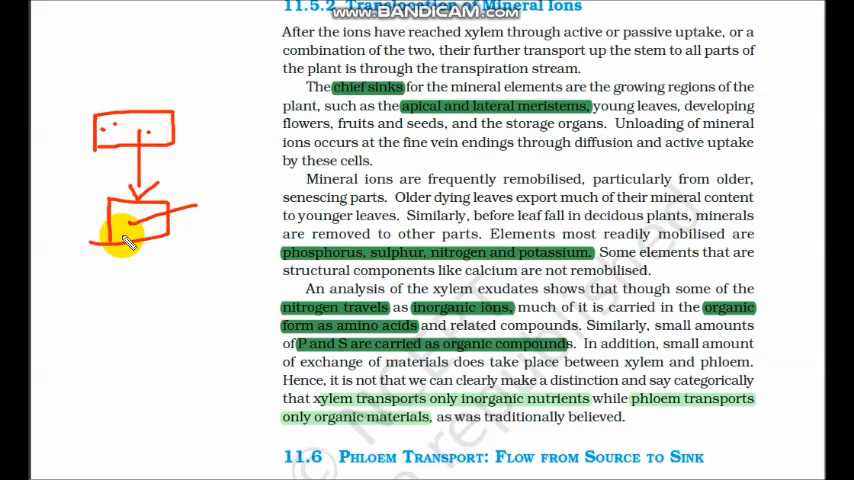 11.5.2 Translocation of Mineral Ions
www.BANDICAM.com
After the ions have reached xylem through active or passive uptake, or a
combination of the two, their further transport up the stem to all parts of
the plant is through the transpiration stream.
The chief sinks for the mineral elements are the growing regions of the
plant, such as the apical and lateral meristems, young leaves, developing
flowers, fruits and seeds, and the storage organs. Unloading of mineral
ions occurs at the fine vein endings through diffusion and active uptake
by these cells.
Mineral ions are frequently remobilised, particularly from older,
senescing parts. Older dying leaves export much of their mineral content
to younger leaves. Similarly, before leaf fall in decidous plants, minerals
are removed to other parts. Elements most readily mobilised are
phosphorus, sulphur, nitrogen and potassium. Some elements that are
structural components like calcium are not remobilised.
An analysis of the xylem exudates shows that though some of the
nitrogen travels as inorganic ions, much of it is carried in the organic
form as amino acids and related compounds. Similarly, small amounts
of P and S are carried as organic compounds. In addition, small amount
of exchange of materials does take place between xylem and phloem.
Hence, it is not that we can clearly make a distinction and say categorically
that xylem transports only inorganic nutrients while phloem transports
only organic materials, as was traditionally believed.
© NCERT
republished
11.6 PHLOEM TRANSPORT: FLOW FROM SOURCE TO SINK